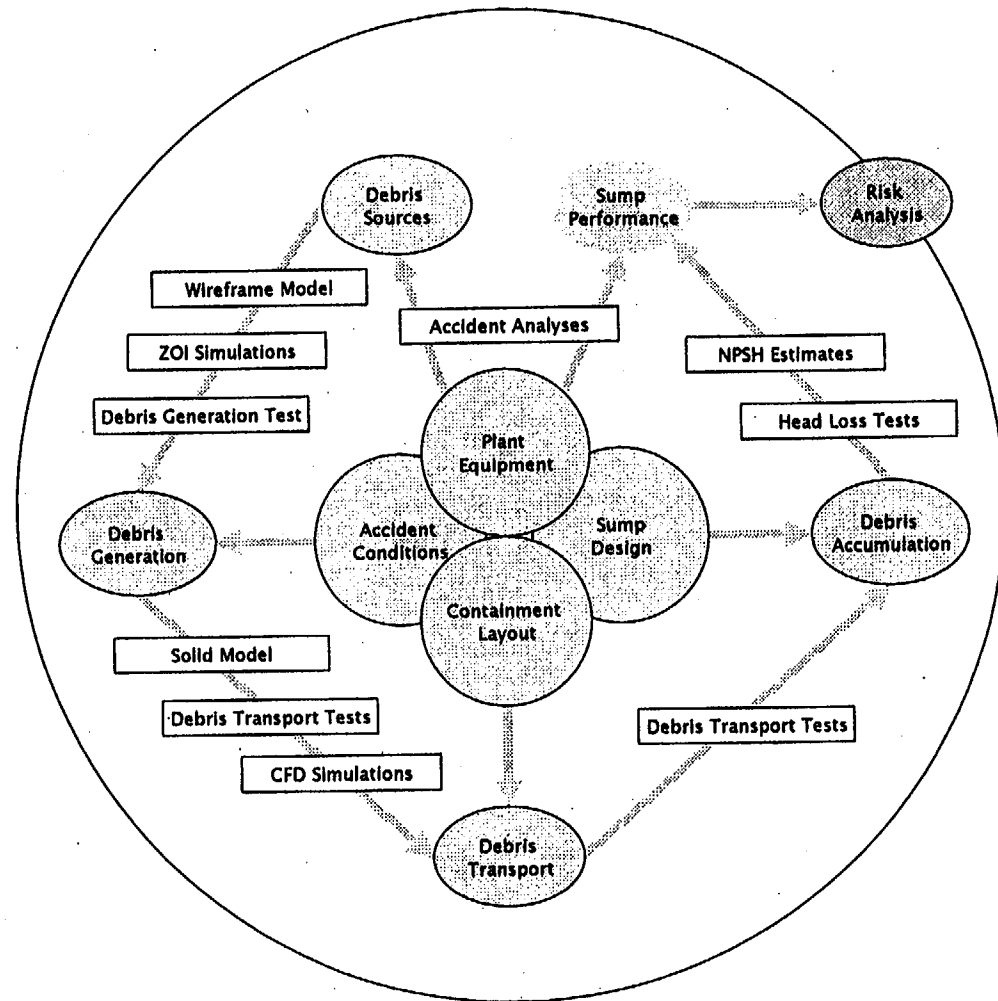 Debris
Sources
Sump
Performance
Risk
Analysis
Wireframe Model
Accident Analyses
ZOI Simulations
NPSH Estimates
Debris Generation Test
Head Loss Tests
Plant
Equipment
Debris
Generation
Accident
Conditions
Sump
Design
Debris
Accumulation
Containment
Layout
Solid Model
Debris Transport Tests
Debris Transport Tests
CFD Simulations
Debris
Transport